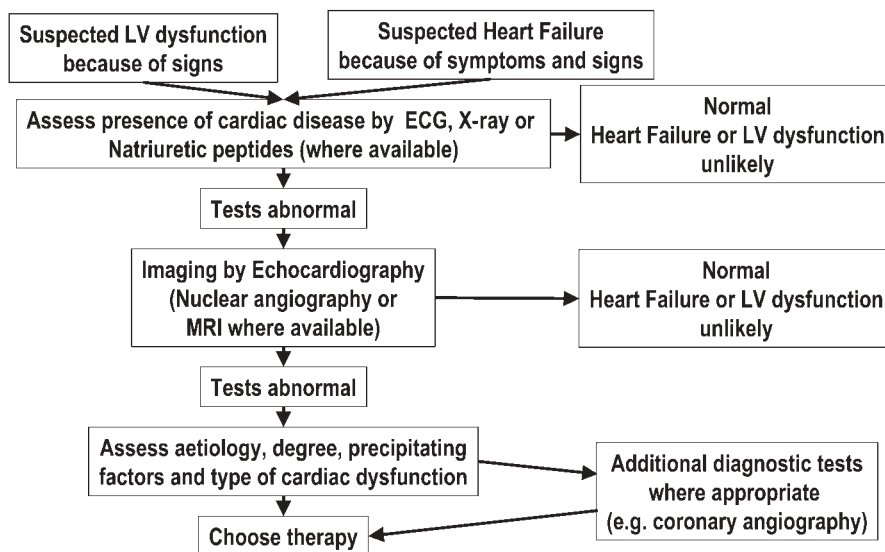 Suspected LV dysfunction
because of signs
Suspected Heart Failure
because of symptoms and signs
Assess presence of cardiac disease by ECG, X-ray or
Natriuretic peptides (where available)
Normal
Heart Failure or LV dysfunction
unlikely
Tests abnormal
Imaging by Echocardiography
(Nuclear angiography or
MRI where available)
Normal
Heart Failure or LV dysfunction
unlikely
Tests abnormal
Assess aetiology, degree, precipitating
factors and type of cardiac dysfunction
Additional diagnostic tests
where appropriate
(e.g. coronary angiography)
Choose therapy